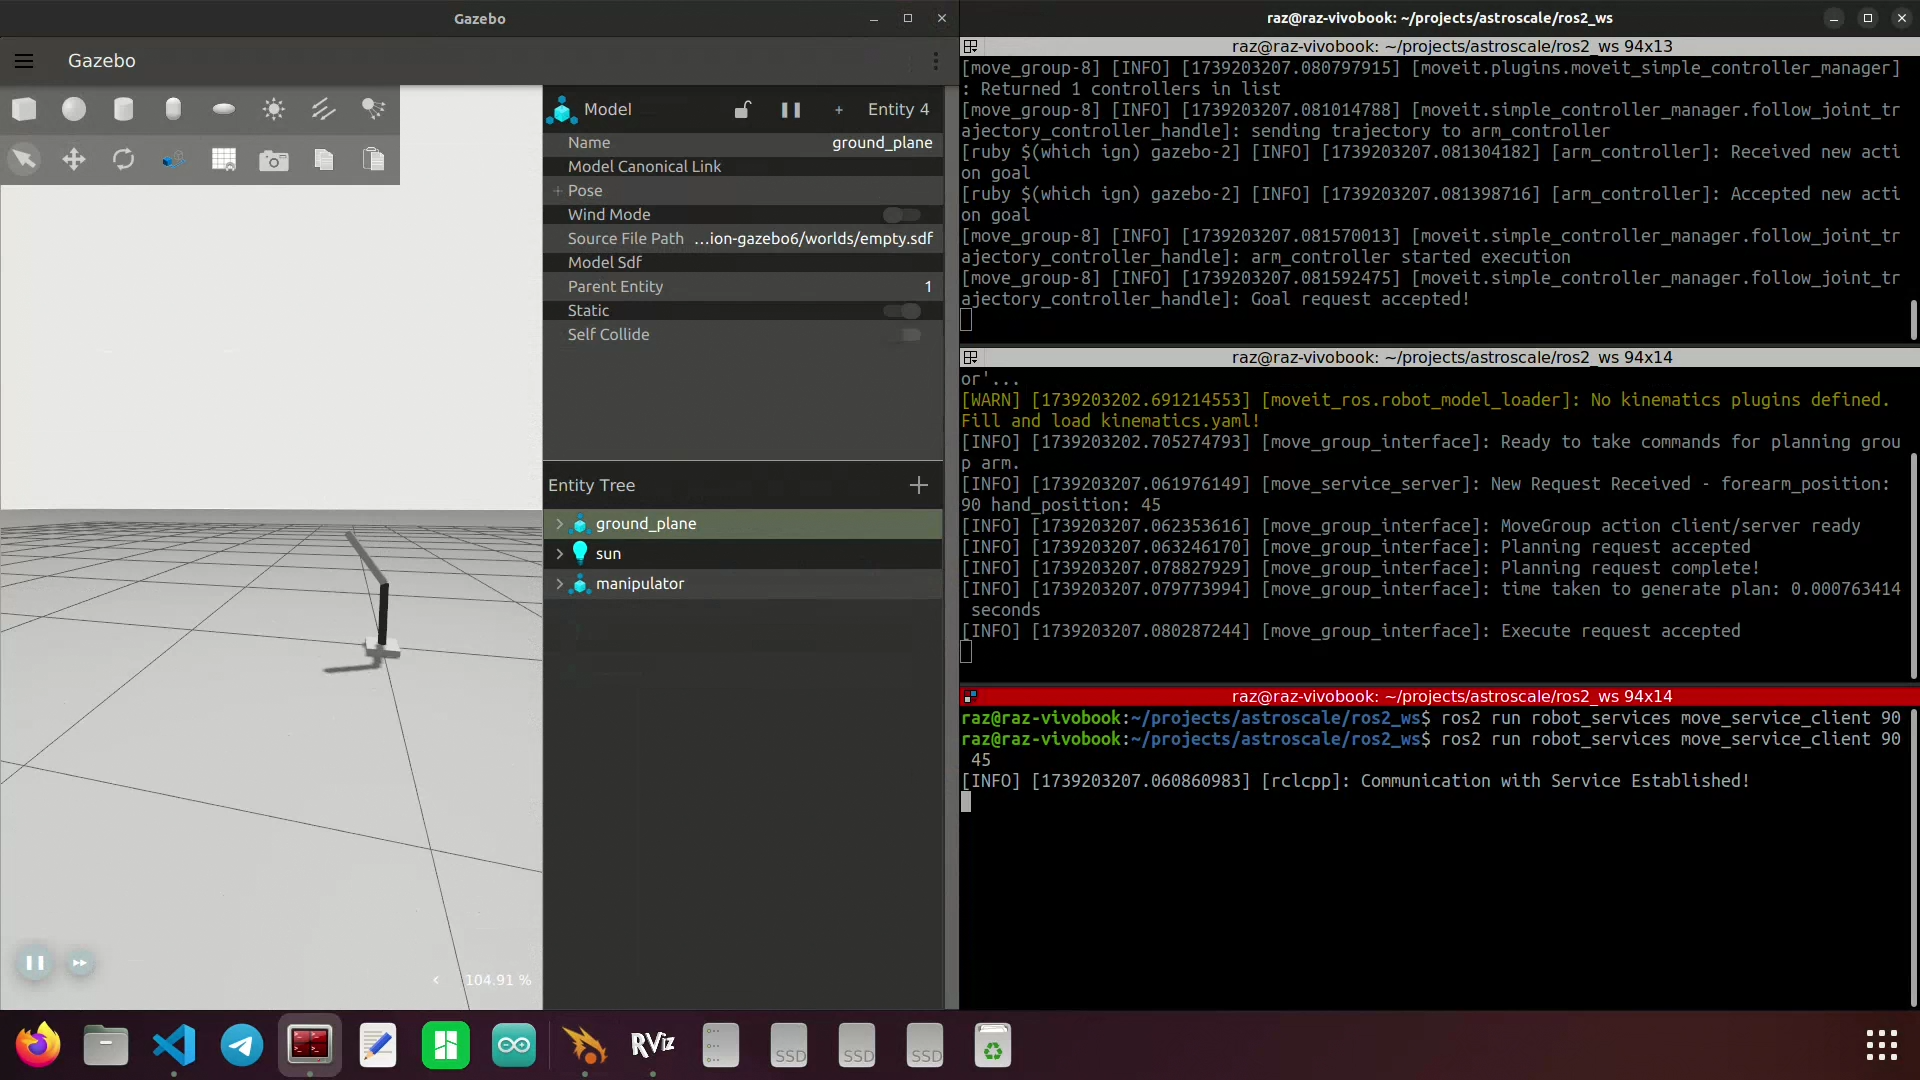 Gazebo
Gazebo
Model
+ Entity 4
Name ground_plane
Model Canonical Link
+ Pose
Wind Mode
Source File Path ...ion-gazebo6/worlds/empty.sdf
Model Sdf
Parent Entity 1
Static
Self Collide
Entity Tree
ground_plane
sun
manipulator
104.91 %
raz@raz-vivobook: ~/projects/astroscale/ros2_ws
raz@raz-vivobook: ~/projects/astroscale/ros2_ws 94x13
[move_group-8] [INFO] [1739203207.080797915] [moveit.plugins.moveit_simple_controller_manager]
: Returned 1 controllers in list
[move_group-8] [INFO] [1739203207.081014788] [moveit.simple_controller_manager.follow_joint_tr
ajectory_controller_handle]: sending trajectory to arm_controller
[ruby $(which ign) gazebo-2] [INFO] [1739203207.081304182] [arm_controller]: Received new acti
on goal
[ruby $(which ign) gazebo-2] [INFO] [1739203207.081398716] [arm_controller]: Accepted new acti
on goal
[move_group-8] [INFO] [1739203207.081570013] [moveit.simple_controller_manager.follow_joint_tr
ajectory_controller_handle]: arm_controller started execution
[move_group-8] [INFO] [1739203207.081592475] [moveit.simple_controller_manager.follow_joint_tr
ajectory_controller_handle]: Goal request accepted!
raz@raz-vivobook: ~/projects/astroscale/ros2_ws 94x14
or'...
[WARN] [1739203202.691214553] [moveit_ros.robot_model_loader]: No kinematics plugins defined.
Fill and load kinematics.yaml!
[INFO] [1739203202.705274793] [move_group_interface]: Ready to take commands for planning grou
p arm.
[INFO] [1739203207.061976149] [move_service_server]: New Request Received - forearm_position:
90 hand_position: 45
[INFO] [1739203207.062353616] [move_group_interface]: MoveGroup action client/server ready
[INFO] [1739203207.063246170] [move_group_interface]: Planning request accepted
[INFO] [1739203207.078827929] [move_group_interface]: Planning request complete!
[INFO] [1739203207.079773994] [move_group_interface]: time taken to generate plan: 0.000763414
seconds
[INFO] [1739203207.080287244] [move_group_interface]: Execute request accepted
raz@raz-vivobook: ~/projects/astroscale/ros2_ws 94x14
raz@raz-vivobook:~/projects/astroscale/ros2_ws$ ros2 run robot_services move_service_client 90
raz@raz-vivobook:~/projects/astroscale/ros2_ws$ ros2 run robot_services move_service_client 90
45
[INFO] [1739203207.060860983] [rclcpp]: Communication with Service Established!
RViz
SSD
SSD
SSD